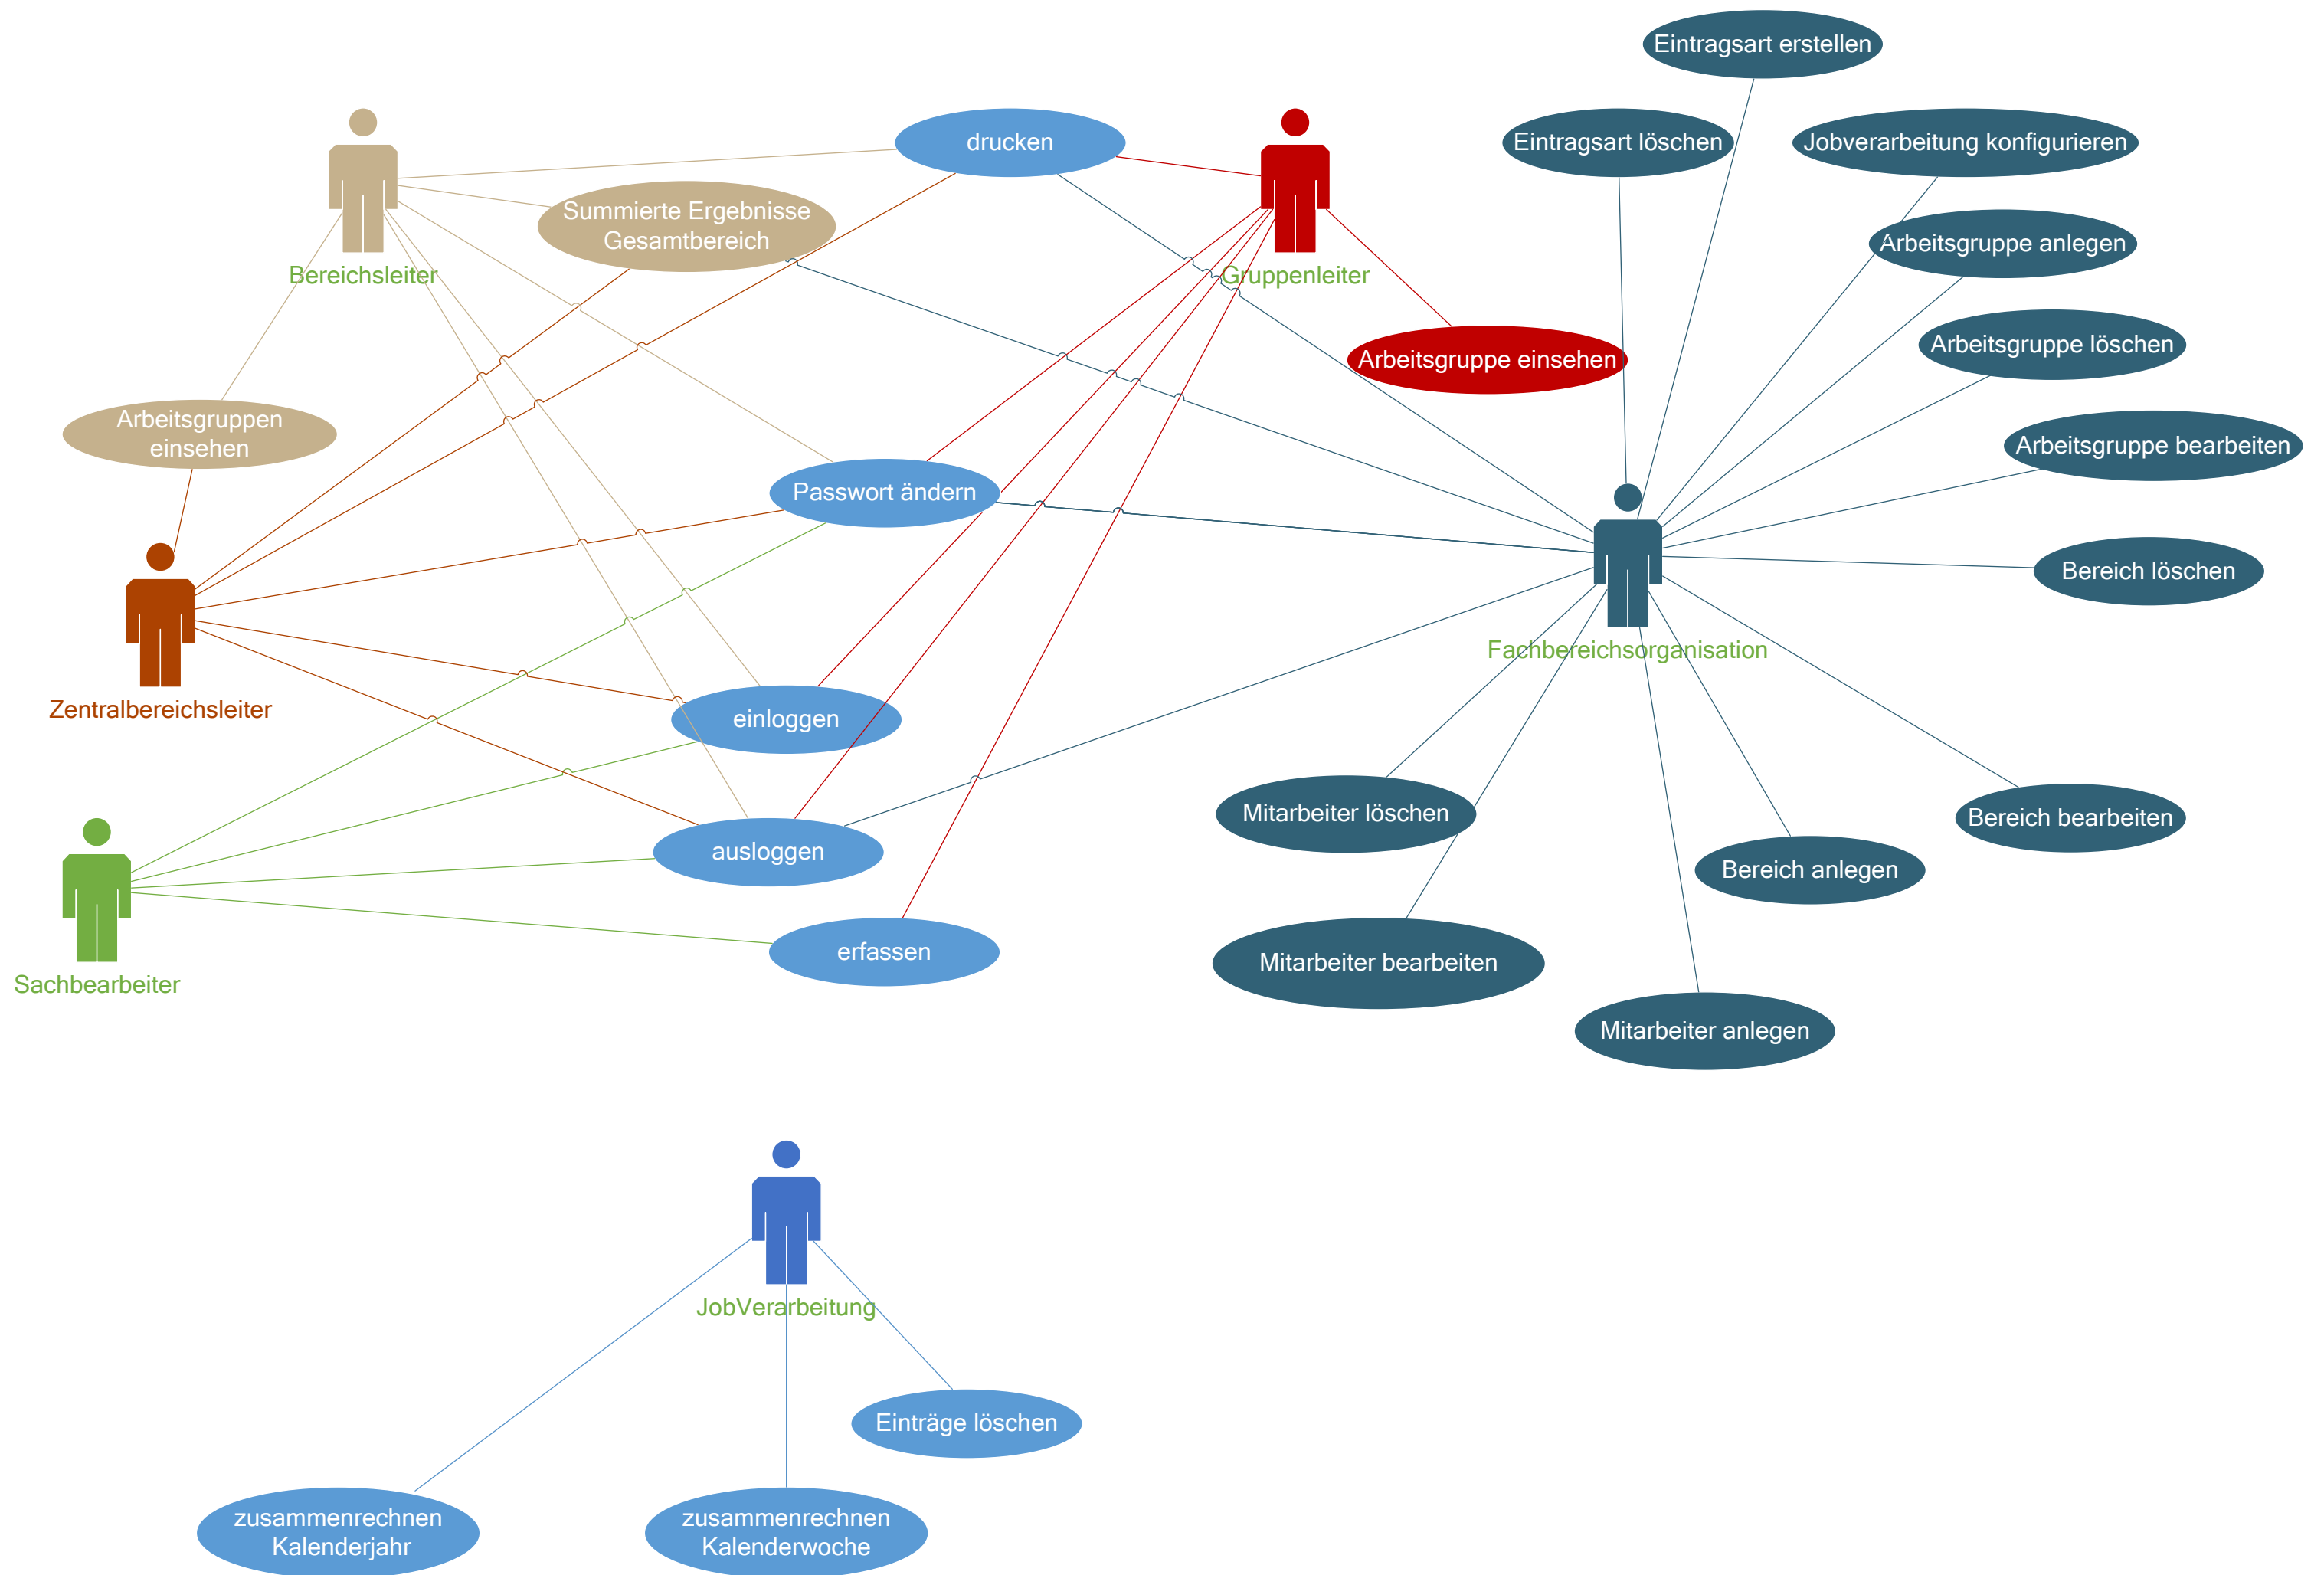 Eintragsart erstellen
drucken
Eintragsart löschen
Jobverarbeitung konfigurieren
Summierte Ergebnisse
Gesamtbereich
Arbeitsgruppe anlegen
Bereichsleiter
Gruppenleiter
Arbeitsgruppe löschen
Arbeitsgruppe einsehen
Arbeitsgruppen
einsehen
Arbeitsgruppe bearbeiten
Passwort ändern
Bereich löschen
Fachbereichsorganisation
Zentralbereichsleiter
einloggen
Mitarbeiter löschen
Bereich bearbeiten
ausloggen
Bereich anlegen
erfassen
Mitarbeiter bearbeiten
Sachbearbeiter
Mitarbeiter anlegen
JobVerarbeitung
Einträge löschen
zusammenrechnen
Kalenderjahr
zusammenrechnen
Kalenderwoche